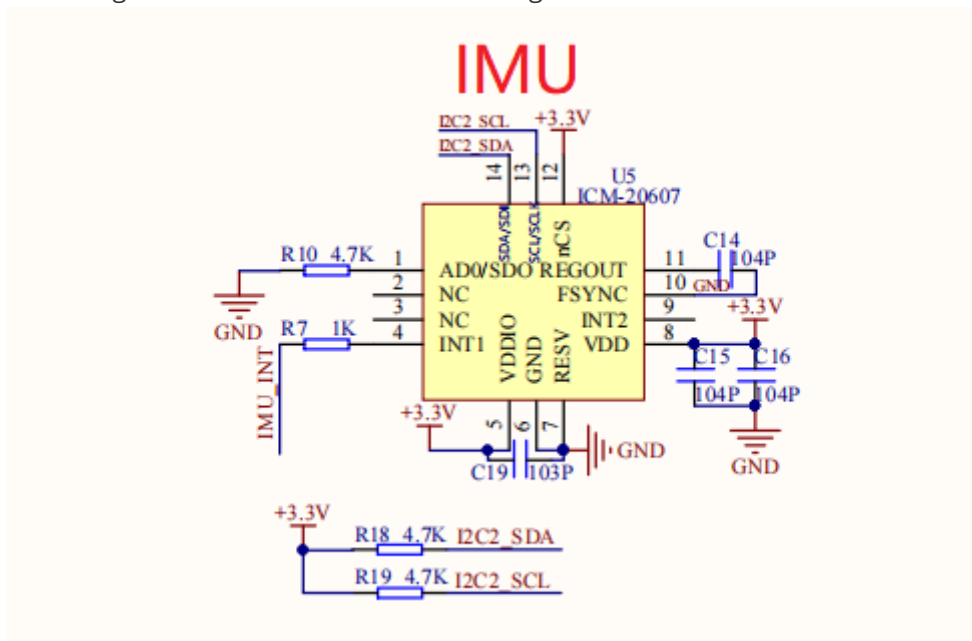 IMU
I2C2_SCL
+3.3V
I2C2_SDA
14
13
12
U5
ICM-20607
SDA/SDI
SCL/SCLK
nCS
R10 4.7K
1
AD0/SDO
REGOUT
11
C14
104P
2
NC
FSYNC
10
GND
3
NC
INT2
9
+3.3V
GND
R7 1K
4
INT1
VDD
8
VDDIO
GND
RESV
C15
C16
104P
104P
IMU_INT
+3.3V
5
6
7
GND
C19
103P
GND
+3.3V
R18 4.7K I2C2_SDA
R19 4.7K I2C2_SCL